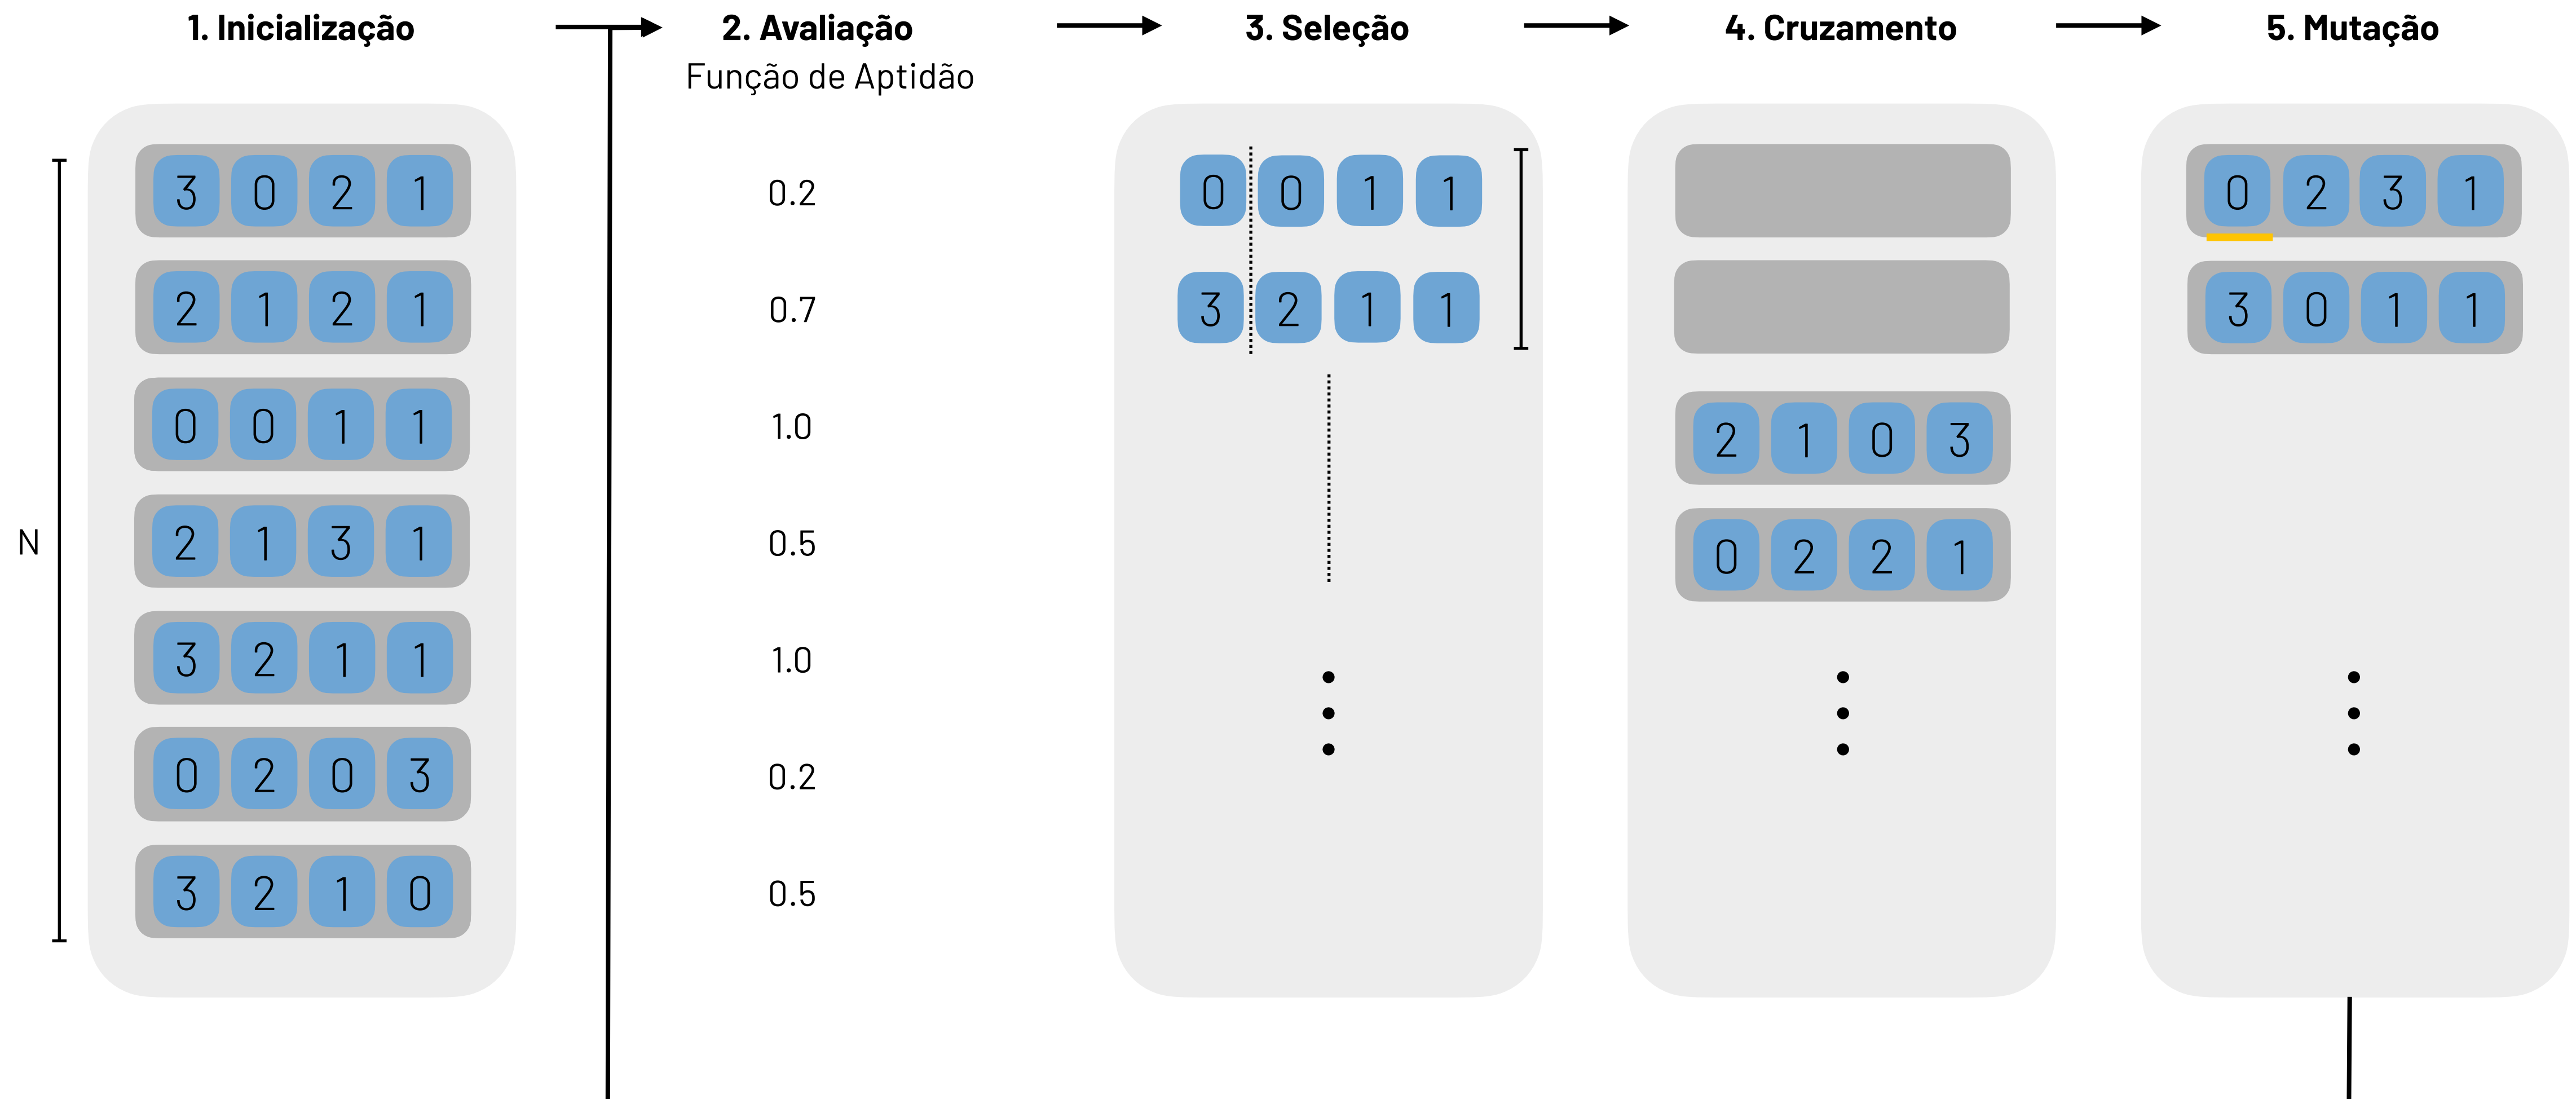 1. Inicialização
2. Avaliação
3. Seleção
4. Cruzamento
5. Mutação
Função de Aptidão
N
3 0 2 1
2 1 2 1
0 0 1 1
2 1 3 1
3 2 1 1
0 2 0 3
3 2 1 0
0.2
0.7
1.0
0.5
1.0
0.2
0.5
0 0 1 1
3 2 1 1
2 1 0 3
0 2 2 1
0 2 3 1
3 0 1 1